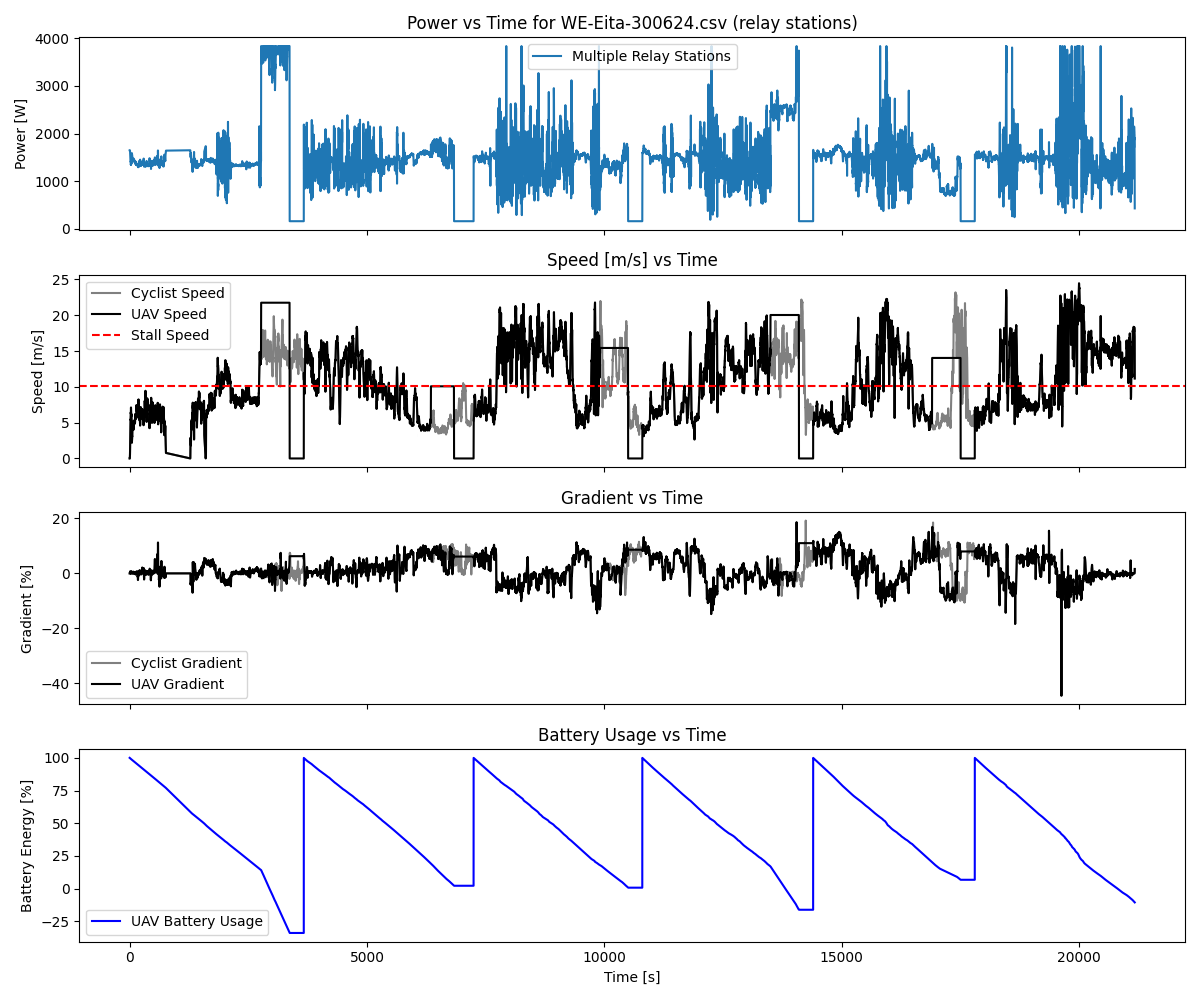 Power vs Time for WE-Eita-300624.csv (relay stations)
Power [W]
4000
3000
2000
1000
0
Multiple Relay Stations
Speed [m/s] vs Time
Speed [m/s]
25
20
15
10
5
0
Cyclist Speed
UAV Speed
Stall Speed
Gradient vs Time
Gradient [%]
20
0
−20
−40
Cyclist Gradient
UAV Gradient
Battery Usage vs Time
Battery Energy [%]
100
75
50
25
0
−25
UAV Battery Usage
0 5000 10000 15000 20000
Time [s]